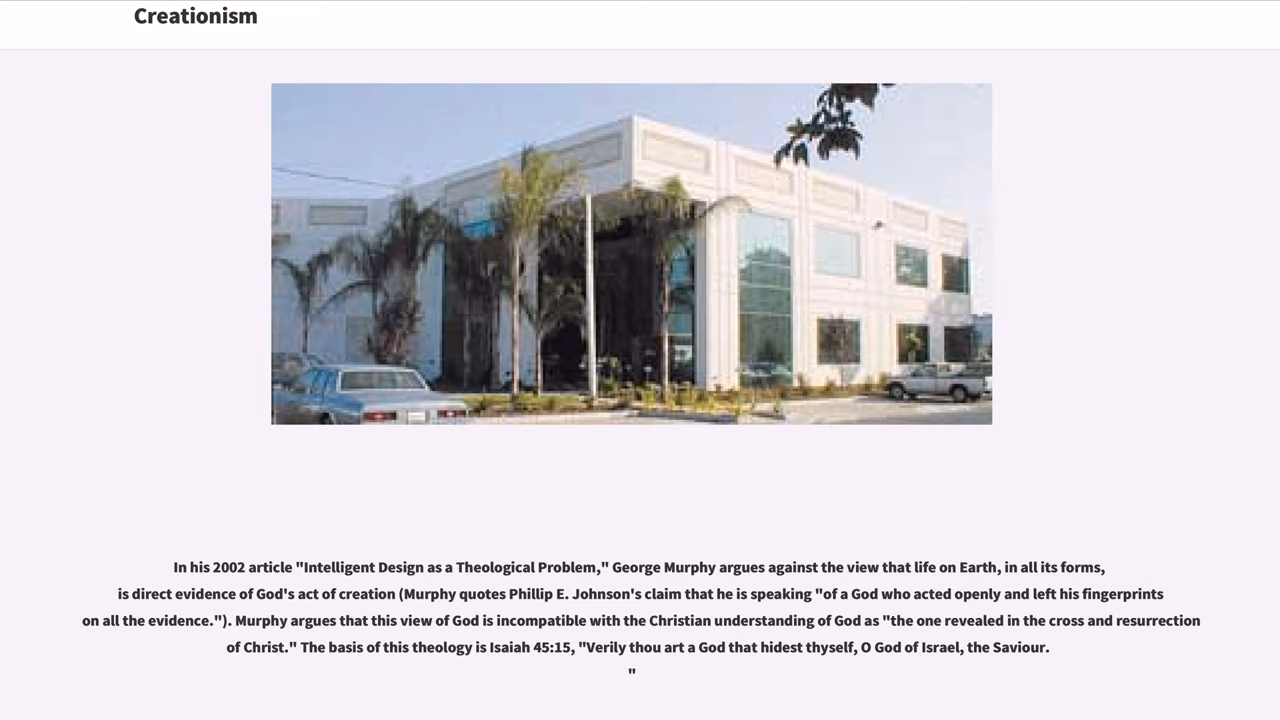 Creationism
In his 2002 article "Intelligent Design as a Theological Problem," George Murphy argues against the view that life on Earth, in all its forms,
is direct evidence of God's act of creation (Murphy quotes Phillip E. Johnson's claim that he is speaking "of a God who acted openly and left his fingerprints
on all the evidence."). Murphy argues that this view of God is incompatible with the Christian understanding of God as "the one revealed in the cross and resurrection
of Christ." The basis of this theology is Isaiah 45:15, "Verily thou art a God that hidest thyself, O God of Israel, the Saviour.
"